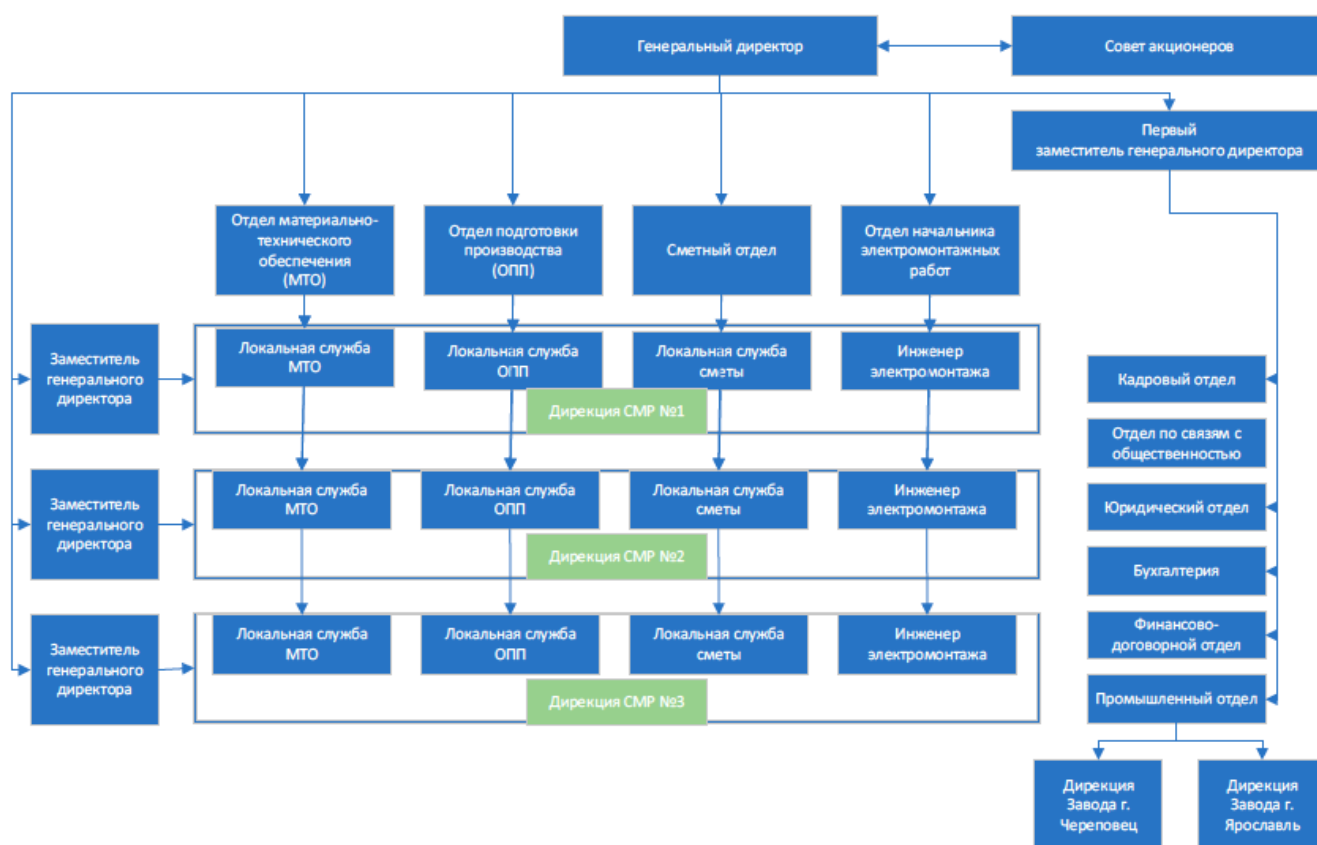 Генеральный директор
Совет акционеров
Первый
заместитель генерального директора
Отдел материально-
технического
обеспечения
(МТО)
Отдел подготовки
производства
(ОПП)
Сметный отдел
Отдел начальника
электромонтажных
работ
Заместитель
генерального
директора
Локальная служба
МТО
Локальная служба
ОПП
Локальная служба
сметы
Инженер
электромонтажа
Дирекция СМР №1
Заместитель
генерального
директора
Локальная служба
МТО
Локальная служба
ОПП
Локальная служба
сметы
Инженер
электромонтажа
Дирекция СМР №2
Заместитель
генерального
директора
Локальная служба
МТО
Локальная служба
ОПП
Локальная служба
сметы
Инженер
электромонтажа
Дирекция СМР №3
Кадровый отдел
Отдел по связям с
общественностью
Юридический отдел
Бухгалтерия
Финансово-
договорной отдел
Промышленный отдел
Дирекция
Завода г.
Череповец
Дирекция
Завода г.
Ярославль